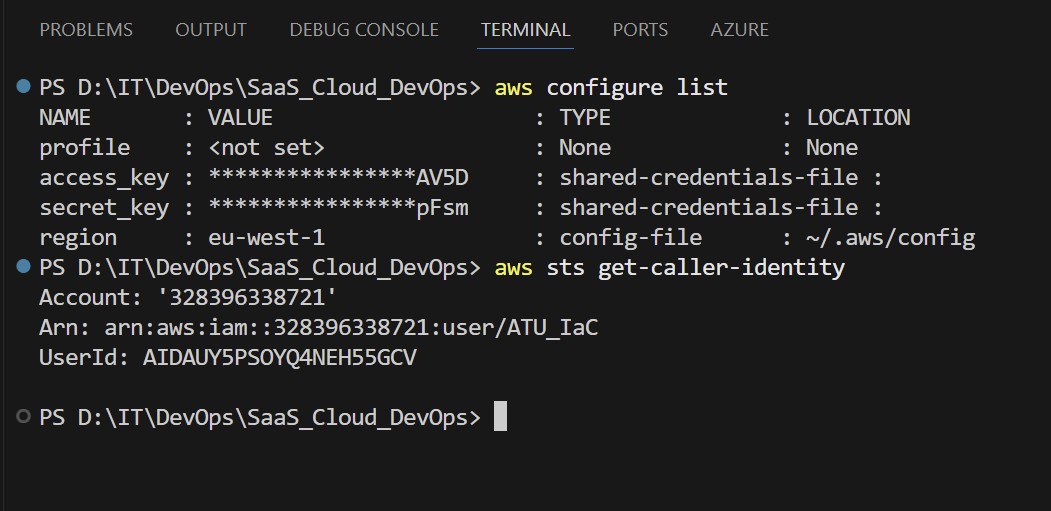 PROBLEMS OUTPUT DEBUG CONSOLE TERMINAL PORTS AZURE
PS D:\IT\DevOps\SaaS_Cloud_DevOps> aws configure list
NAME : VALUE : TYPE : LOCATION
profile : <not set> : None : None
access_key : ****************AV5D : shared-credentials-file :
secret_key : ****************pFsm : shared-credentials-file :
region : eu-west-1 : config-file : ~/.aws/config
PS D:\IT\DevOps\SaaS_Cloud_DevOps> aws sts get-caller-identity
Account: '328396338721'
Arn: arn:aws:iam::328396338721:user/ATU_IaC
UserId: AIDAUY5PSOYQ4NEH55GCV
PS D:\IT\DevOps\SaaS_Cloud_DevOps>